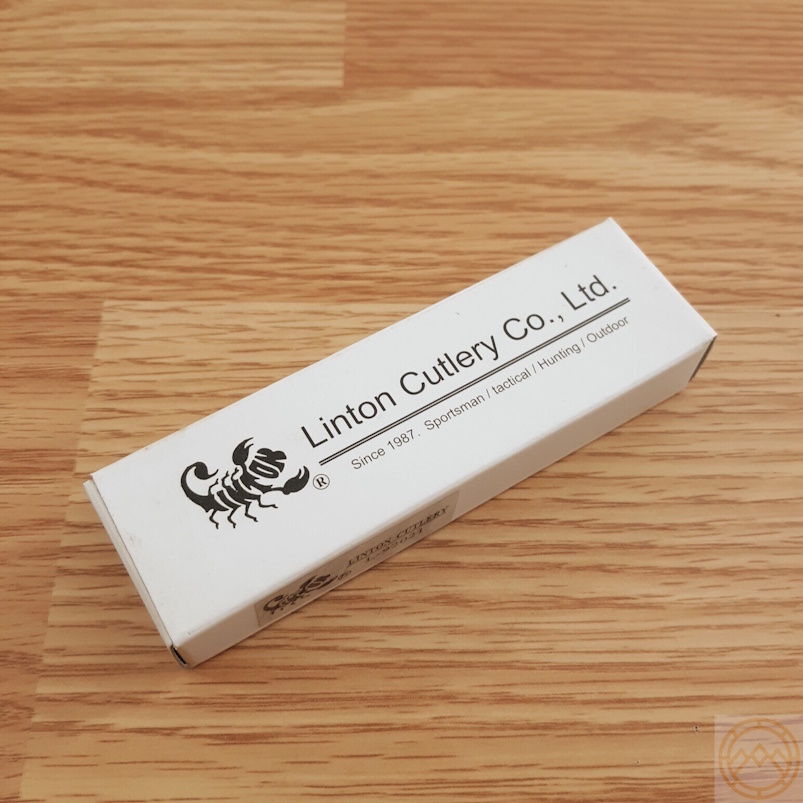 Linton Cutlery Co., Ltd.
Since 1987. Sportsman / tactical / Hunting / Outdoor
®
LINTON CUTLERY